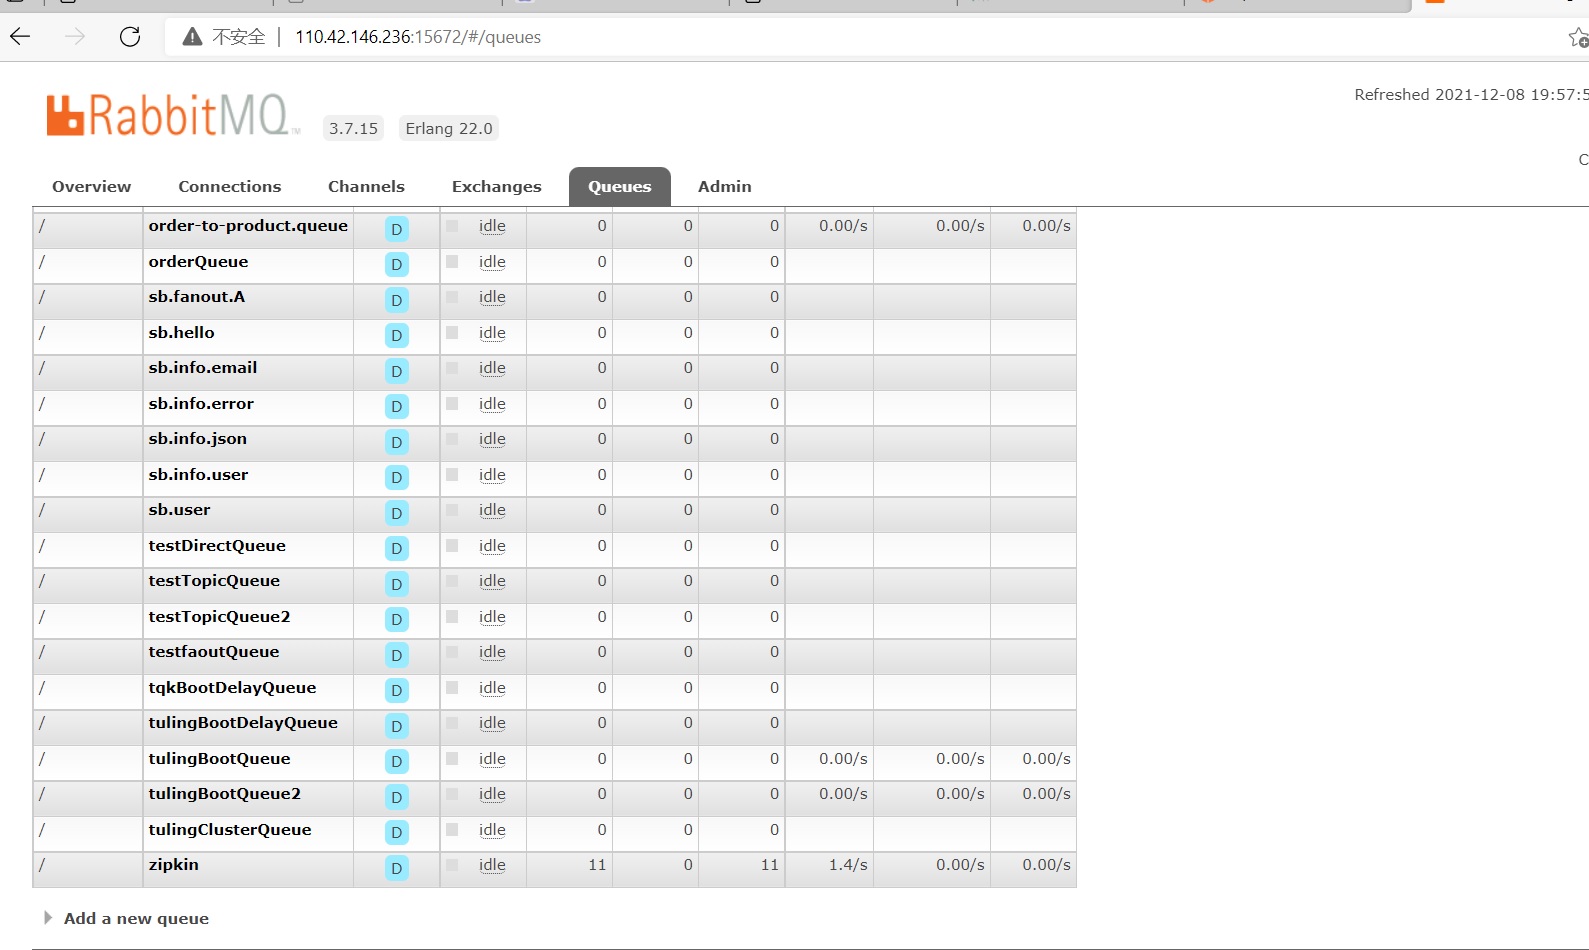 不安全 | 110.42.146.236:15672/#/queues
RabbitMQ TM 3.7.15 Erlang 22.0
Refreshed 2021-12-08 19:57:5
C
Overview Connections Channels Exchanges Queues Admin
/ order-to-product.queue D idle 0 0 0 0.00/s 0.00/s 0.00/s
/ orderQueue D idle 0 0 0
/ sb.fanout.A D idle 0 0 0
/ sb.hello D idle 0 0 0
/ sb.info.email D idle 0 0 0
/ sb.info.error D idle 0 0 0
/ sb.info.json D idle 0 0 0
/ sb.info.user D idle 0 0 0
/ sb.user D idle 0 0 0
/ testDirectQueue D idle 0 0 0
/ testTopicQueue D idle 0 0 0
/ testTopicQueue2 D idle 0 0 0
/ testfaoutQueue D idle 0 0 0
/ tqkBootDelayQueue D idle 0 0 0
/ tulingBootDelayQueue D idle 0 0 0
/ tulingBootQueue D idle 0 0 0 0.00/s 0.00/s 0.00/s
/ tulingBootQueue2 D idle 0 0 0 0.00/s 0.00/s 0.00/s
/ tulingClusterQueue D idle 0 0 0
/ zipkin D idle 11 0 11 1.4/s 0.00/s 0.00/s
Add a new queue